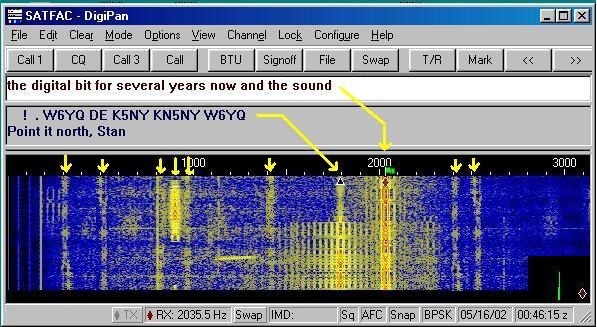 SATFAC - DigiPan
File Edit Clear Mode Options View Channel Lock Configure Help
Call 1 CQ Call 3 Call BTU Signoff File Swap T/R Mark << >>
the digital bit for several years now and the sound
! . W6YQ DE K5NY KN5NY W6YQ
Point it north, Stan
1000 2000 3000
TX RX: 2035.5 Hz Swap IMD: Sq AFC Snap BPSK 05/16/02 00:46:15 z